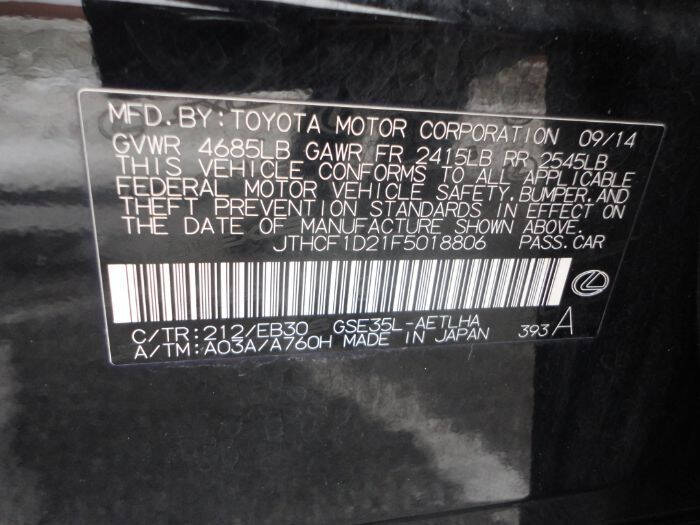 MFD. BY: TOYOTA MOTOR CORPORATION 09/14
GVWR 4685LB GAWR FR 2415LB RR 2545LB
THIS VEHICLE CONFORMS TO ALL APPLICABLE
FEDERAL MOTOR VEHICLE SAFETY, BUMPER, AND
THEFT PREVENTION STANDARDS IN EFFECT ON
THE DATE OF MANUFACTURE SHOWN ABOVE.
JTHCF1D21F5018806 PASS. CAR
C/TR: 212/EB30 GSE35L-AETLHA
A/TM: A03A/A760H MADE IN JAPAN 393 A